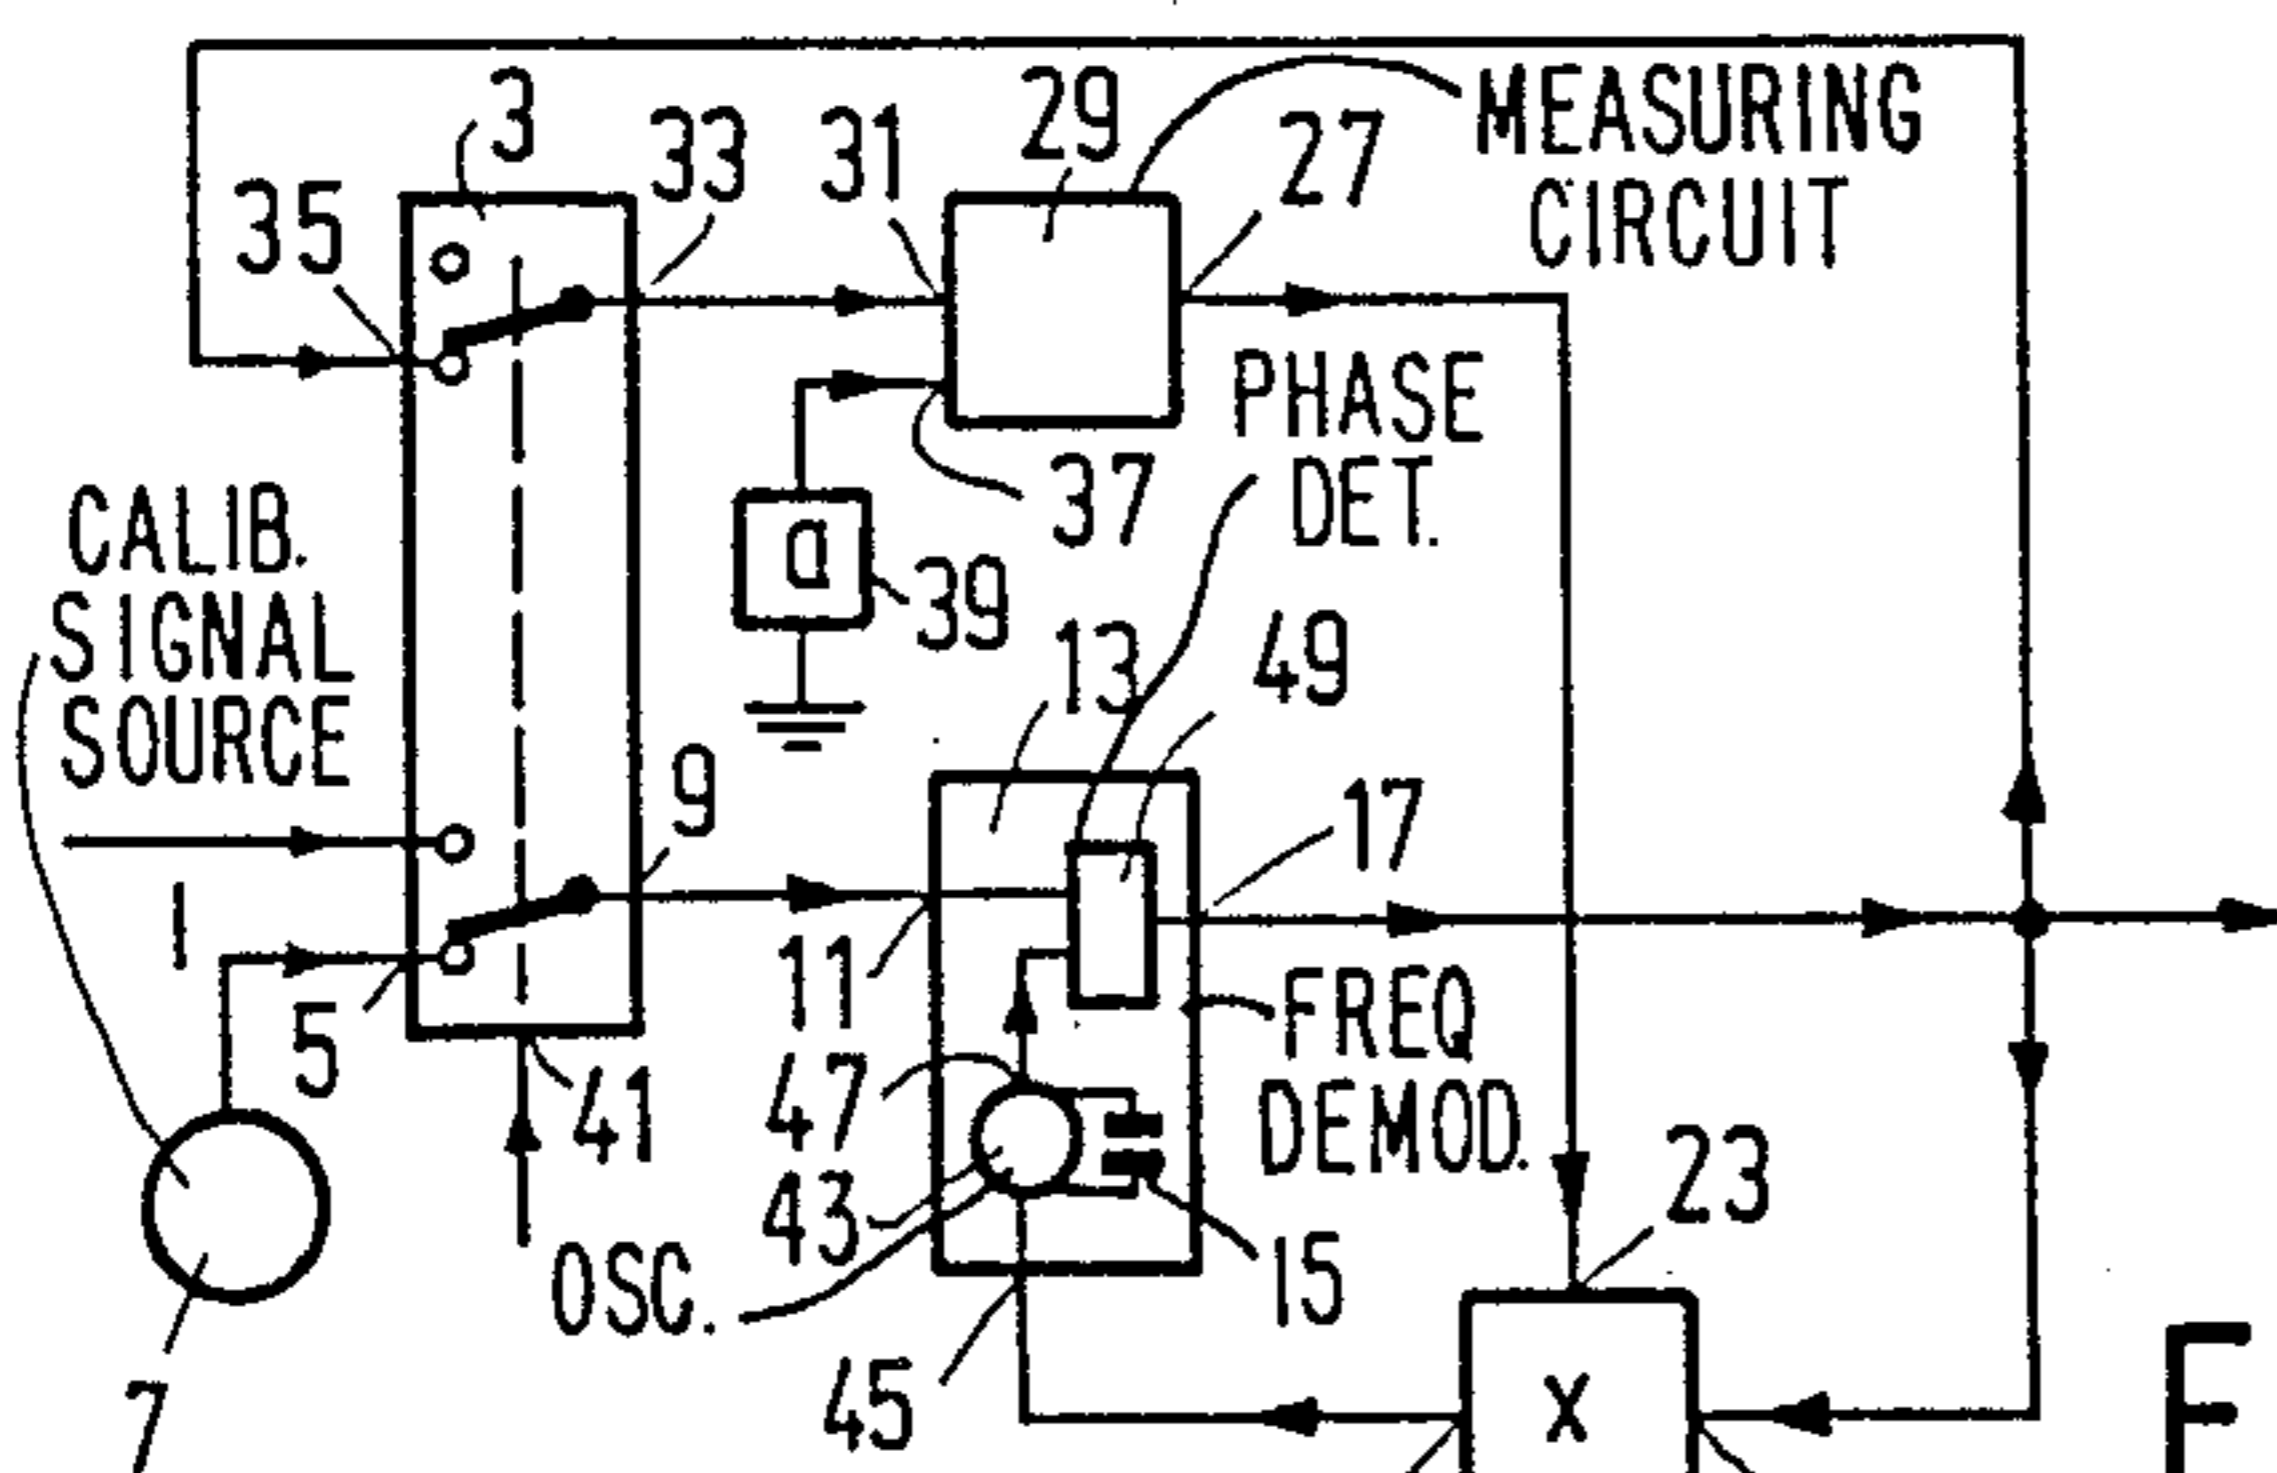 3
33
31
29
27
MEASURING
CIRCUIT
35
PHASE
DET.
37
CALIB.
SIGNAL
SOURCE
a
39
13
49
9
17
1
11
5
FREQ
DEMOD.
47
41
43
23
OSC.
15
45
7
X
F